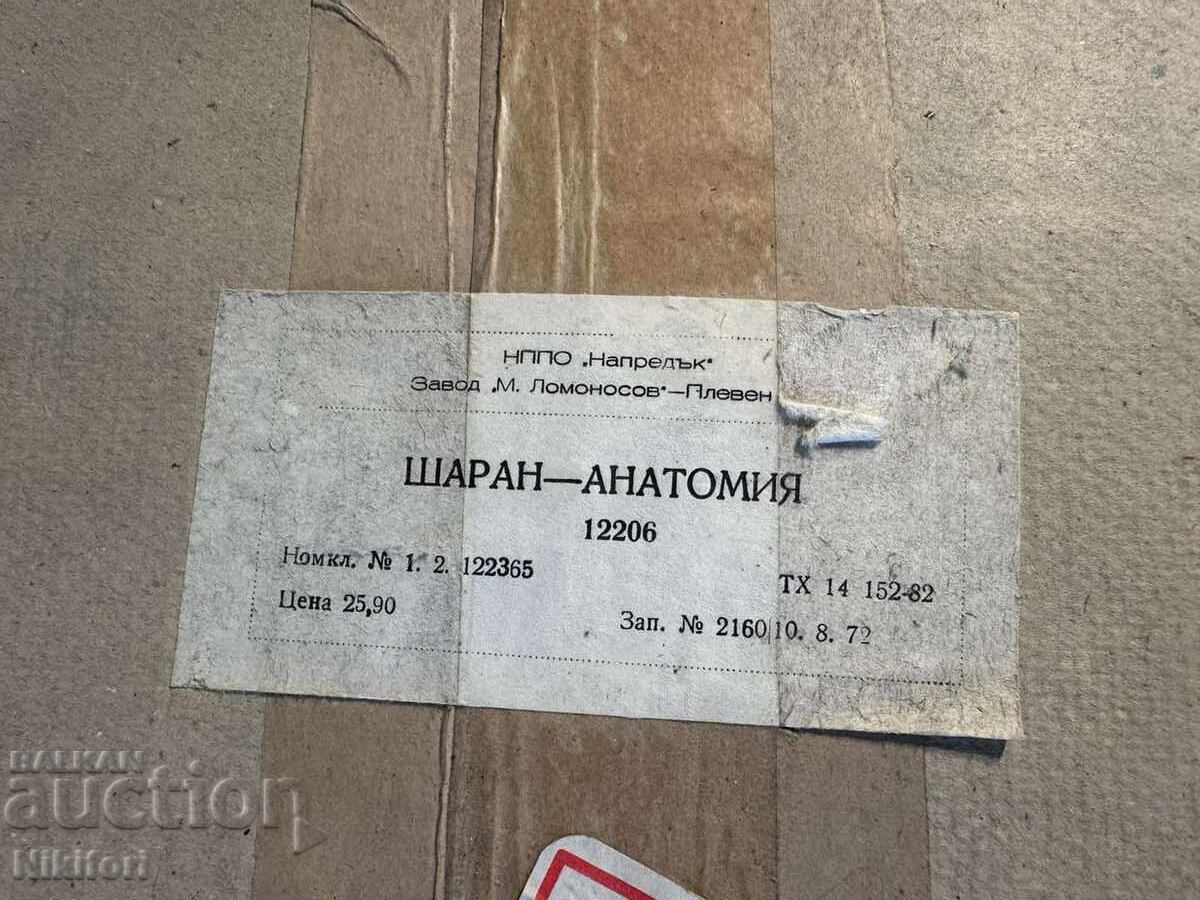 НППО „Напредък“
Завод „М. Ломоносов“—Плевен
ШАРАН—АНАТОМИЯ
12206
Номкл. № 1. 2. 122365
ТХ 14 152-82
Цена 25,90
Зап. № 2160|10. 8. 72
BALKAN
auction
Nikifori